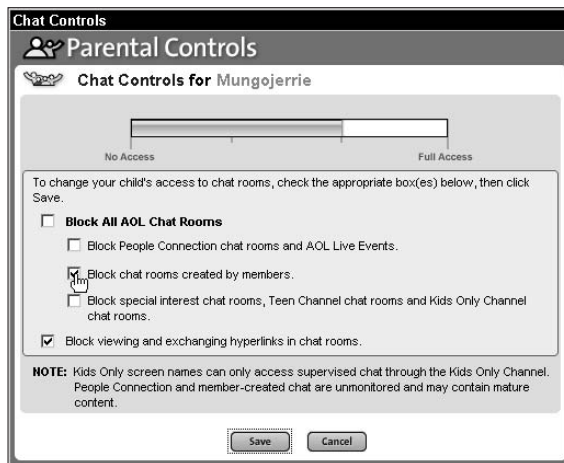 Chat Controls
Parental Controls
Chat Controls for Mungojerrie
No Access Full Access
To change your child's access to chat rooms, check the appropriate box(es) below, then click
Save.
Block All AOL Chat Rooms
Block People Connection chat rooms and AOL Live Events.
Block chat rooms created by members.
Block special interest chat rooms, Teen Channel chat rooms and Kids Only Channel
chat rooms.
Block viewing and exchanging hyperlinks in chat rooms.
NOTE: Kids Only screen names can only access supervised chat through the Kids Only Channel.
People Connection and member-created chat are unmonitored and may contain mature
content.
Save Cancel